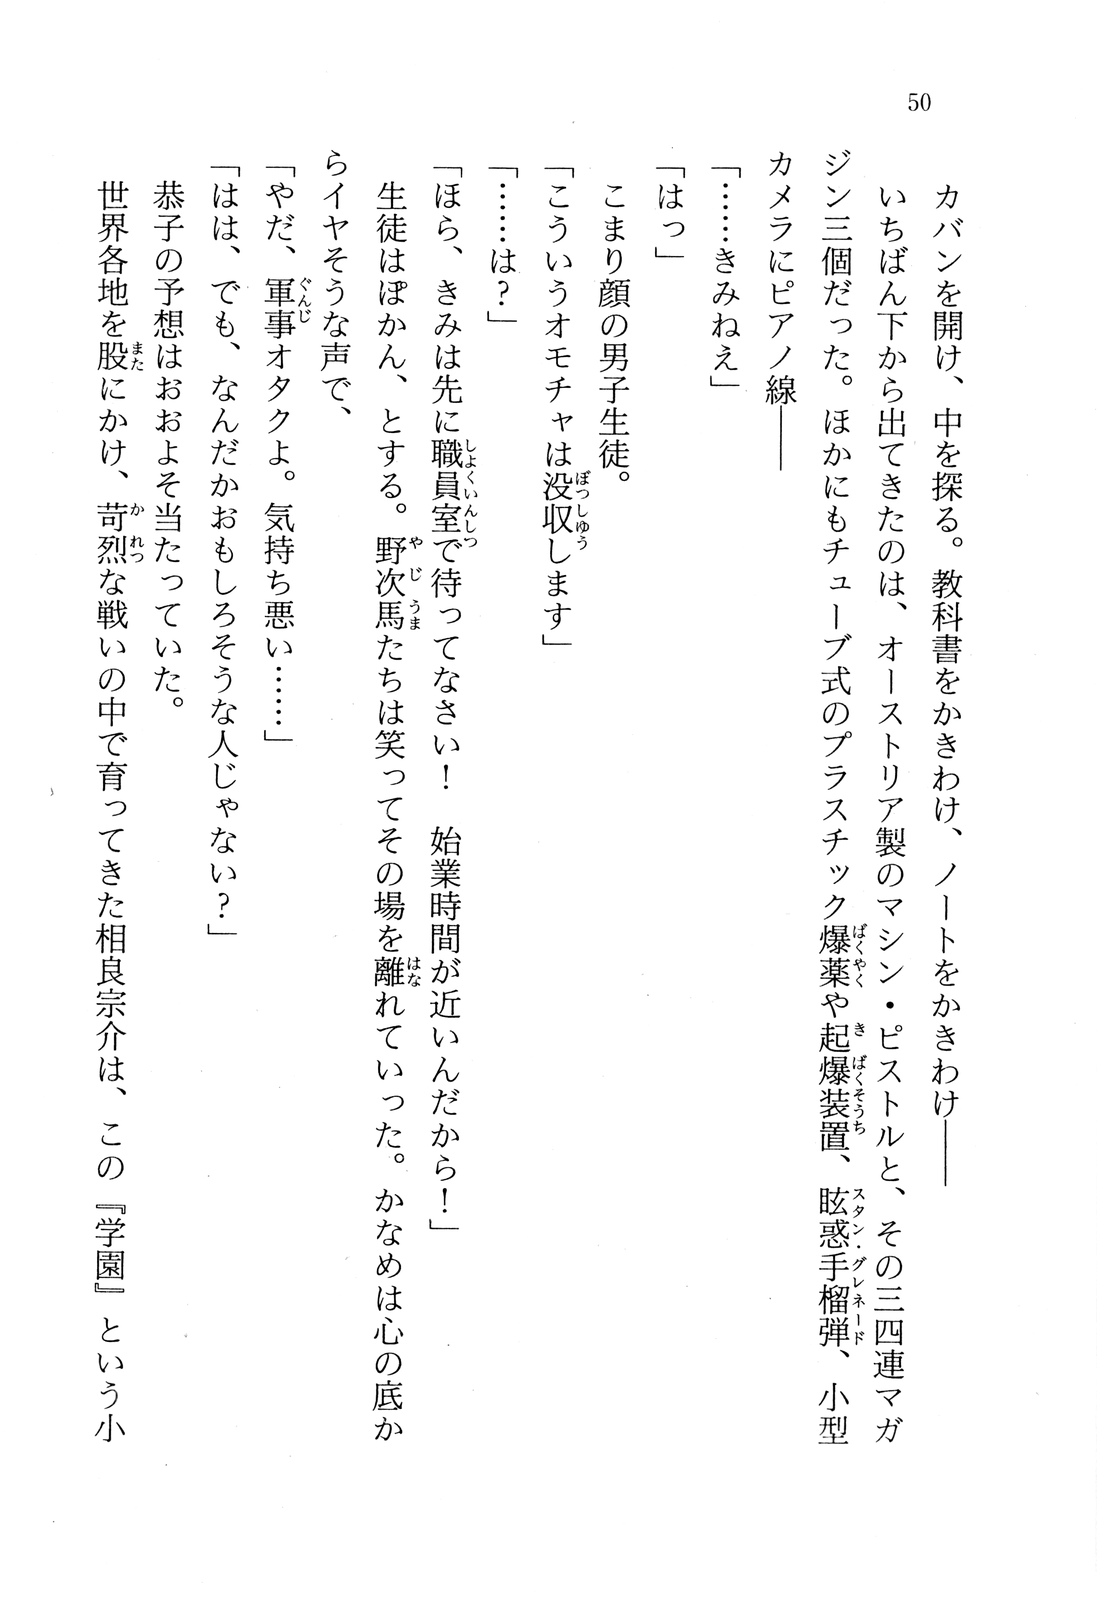 50
カバンを開け、中を探る。教科書をかきわけ、ノートをかきわけ――
いちばん下から出てきたのは、オーストリア製のマシン・ピストルと、その三四連マガ
ジン三個だった。ほかにもチューブ式のプラスチック爆薬や起爆装置、眩惑手榴弾、小型
カメラにピアノ線――
「……きみねえ」
「はっ」
こまり顔の男子生徒。
「こういうオモチャは没収します」
「……は？」
「ほら、きみは先に職員室で待ってなさい！　始業時間が近いんだから！」
生徒はぽかん、とする。野次馬たちは笑ってその場を離れていった。かなめは心の底か
らイヤそうな声で、
「やだ、軍事オタクよ。気持ち悪い……」
「はは、でも、なんだかおもしろそうな人じゃない？」
恭子の予想はおおよそ当たっていた。
世界各地を股にかけ、苛烈な戦いの中で育ってきた相良宗介は、この『学園』という小